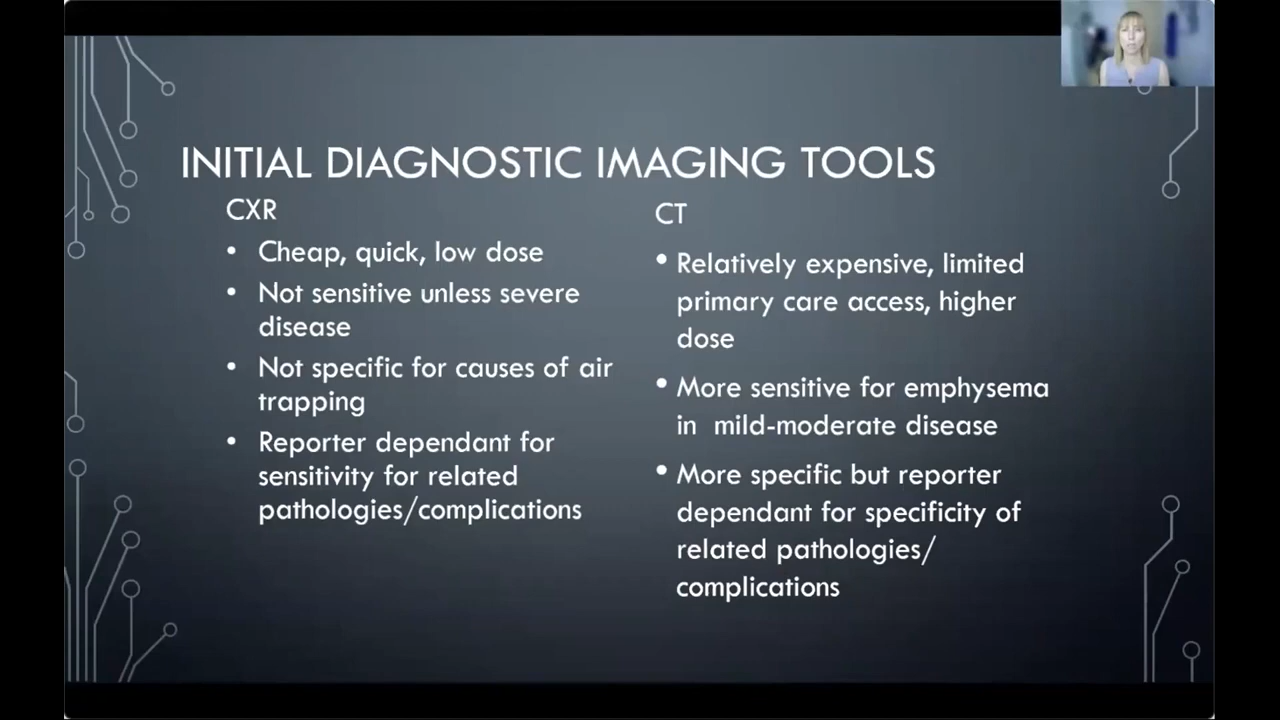 INITIAL DIAGNOSTIC IMAGING TOOLS
CXR
• Cheap, quick, low dose
• Not sensitive unless severe
disease
• Not specific for causes of air
trapping
• Reporter dependant for
sensitivity for related
pathologies/complications
CT
• Relatively expensive, limited
primary care access, higher
dose
• More sensitive for emphysema
in  mild-moderate disease
• More specific but reporter
dependant for specificity of
related pathologies/
complications